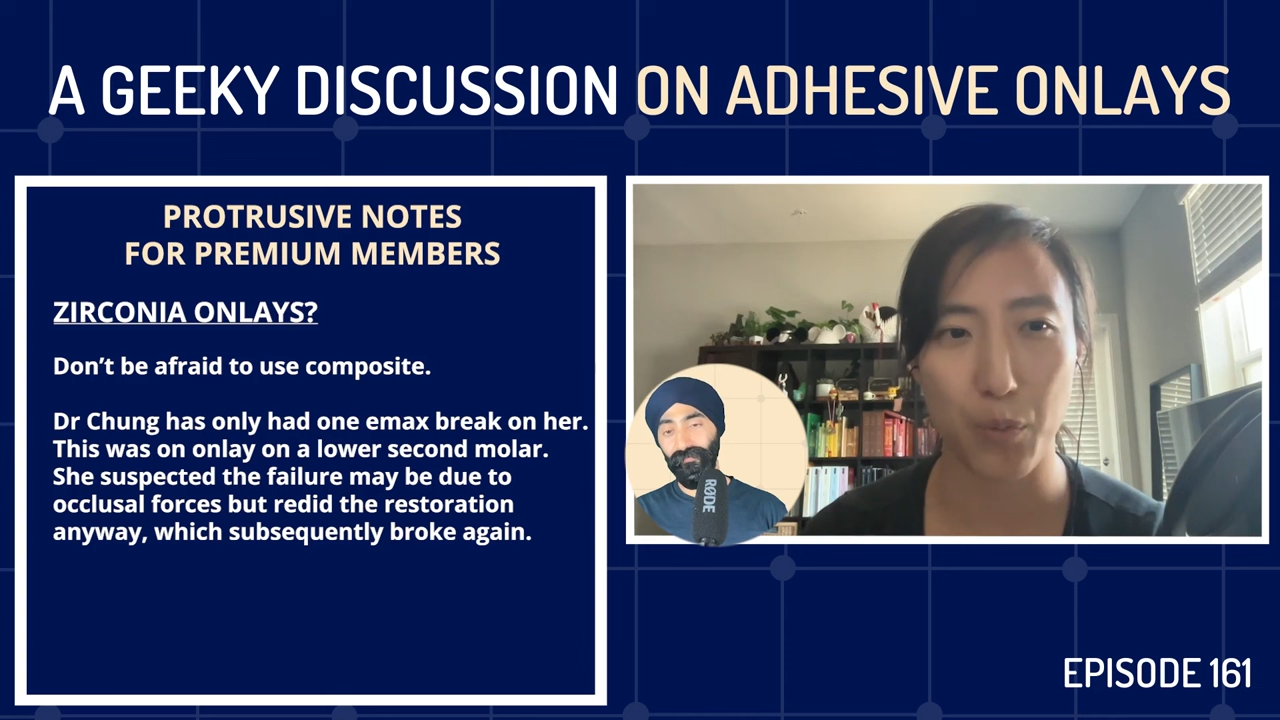 A GEEKY DISCUSSION ON ADHESIVE ONLAYS
PROTRUSIVE NOTES
FOR PREMIUM MEMBERS
ZIRCONIA ONLAYS?
Don’t be afraid to use composite.
Dr Chung has only had one emax break on her.
This was on onlay on a lower second molar.
She suspected the failure may be due to
occlusal forces but redid the restoration
anyway, which subsequently broke again.
RØDE
EPISODE 161